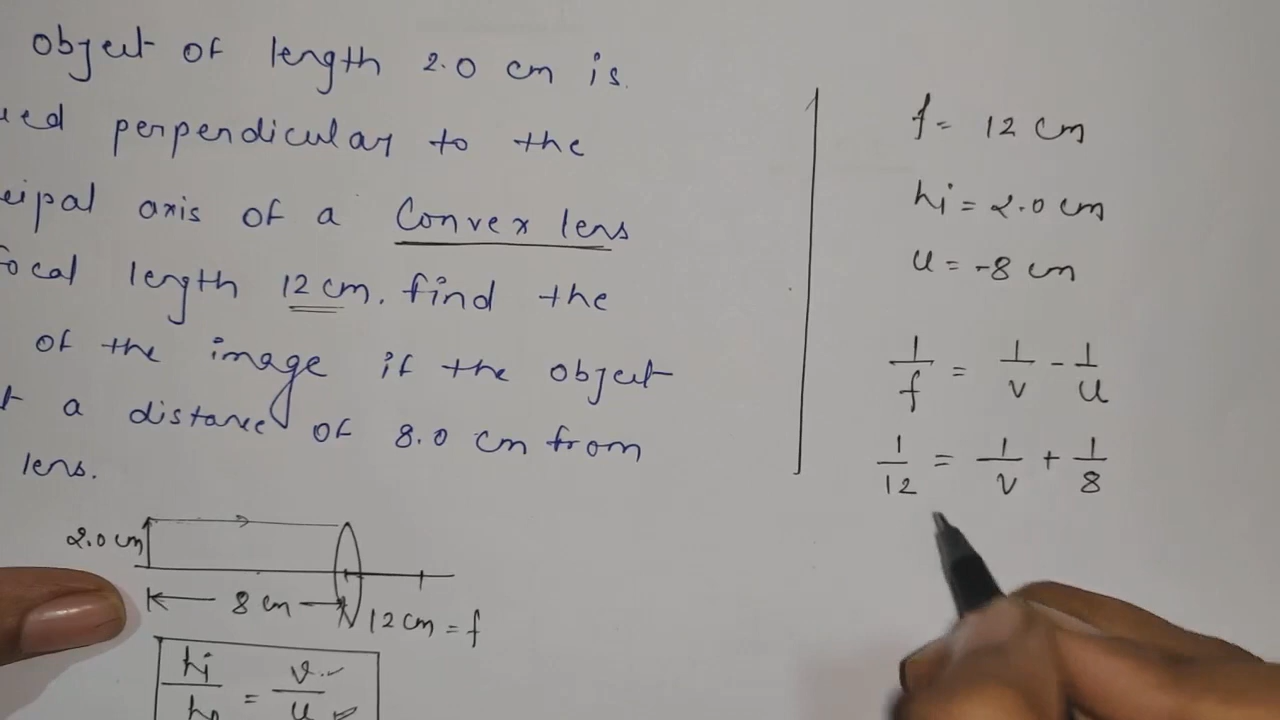 object of length 2.0 cm is.
perpendicular to the
axis of a Convex lens
length 12 cm. find the
of the image if the object
a distance of 8.0 cm from
lens.
2.0 cm
8 cm
12 cm = f
hi/ho = v/u
f = 12 cm
hi = 2.0 cm
u = -8 cm
1/f = 1/v - 1/u
1/12 = 1/v + 1/8